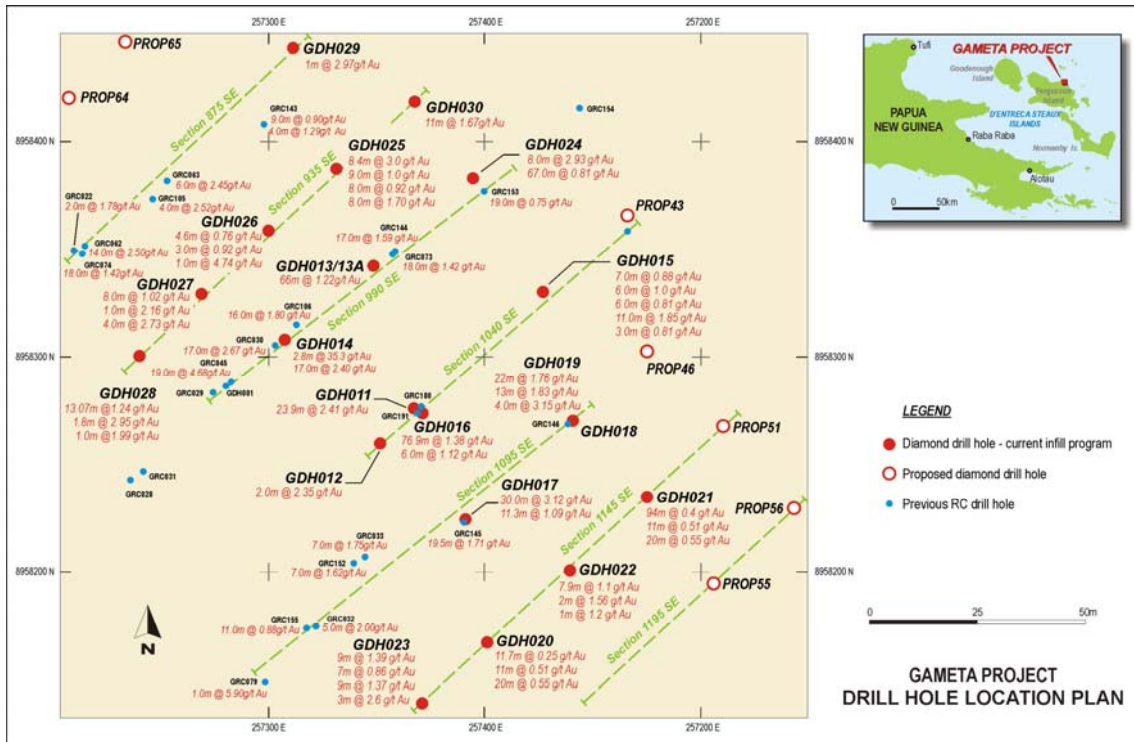 257300 E
257400 E
257200 E
PROP65
GDH029
1m @ 2.97g/t Au
PROP64
Section 875 SE
GDH030
11m @ 1.67g/t Au
GRC143
9.0m @ 0.90g/t Au
4.0m @ 1.29g/t Au
GRC154
8958400 N
8958400 N
GDH025
8.4m @ 3.0g/t Au
9.0m @ 1.0g/t Au
8.0m @ 0.92 g/t Au
8.0m @ 1.70 g/t Au
Section 935 SE
GDH024
8.0m @ 2.93 g/t Au
67.0m @ 0.81 g/t Au
GRC063
6.0m @ 2.45g/t Au
GRC105
4.0m @ 2.52g/t Au
GRC022
2.0m @ 1.78g/t Au
GRC153
19.0m @ 0.75 g/t Au
PROP43
GDH026
4.6m @ 0.76 g/t Au
3.0m @ 0.92 g/t Au
1.0m @ 4.74 g/t Au
GRC062
14.0m @ 2.50g/t Au
GRC074
18.0m @ 1.42g/t Au
GRC144
17.0m @ 1.59 g/t Au
GRC073
18.0m @ 1.42 g/t Au
GDH013/13A
66m @ 1.22g/t Au
GDH015
7.0m @ 0.88 g/t Au
6.0m @ 1.0g/t Au
6.0m @ 0.81 g/t Au
11.0m @ 1.85 g/t Au
3.0m @ 0.81 g/t Au
GDH027
8.0m @ 1.02 g/t Au
1.0m @ 2.16 g/t Au
4.0m @ 2.73 g/t Au
Section 990 SE
GRC106
16.0m @ 1.80 g/t Au
Section 1040 SE
GRC030
17.0m @ 2.67 g/t Au
GDH014
2.8m @ 35.3 g/t Au
17.0m @ 2.40 g/t Au
8958300 N
8958300 N
PROP46
GRC045
19.0m @ 4.68g/t Au
GRC029
GDH001
GDH019
22m @ 1.76 g/t Au
13m @ 1.83 g/t Au
4.0m @ 3.15 g/t Au
GDH028
13.07m @ 1.24 g/t Au
1.8m @ 2.95 g/t Au
1.0m @1.99 g/t Au
GDH011
23.9m @ 2.41 g/t Au
GRC180
GRC191
GDH016
76.9m @ 1.38 g/t Au
6.0m @ 1.12 g/t Au
GRC146
GDH018
PROP51
GDH012
2.0m @ 2.35 g/t Au
Section 1095 SE
GRC031
GRC028
GDH017
30.0m @ 3.12 g/t Au
11.3m @ 1.09 g/t Au
GRC145
19.5m @ 1.71 g/t Au
GDH021
94m @ 0.4 g/t Au
11m @ 0.51 g/t Au
20m @ 0.55 g/t Au
PROP56
Section 1145 SE
GRC033
7.0m @ 1.75g/t Au
GRC152
7.0m @ 1.62g/t Au
8958200 N
8958200 N
GDH022
7.9m @ 1.1 g/t Au
2m @ 1.56 g/t Au
1m @ 1.2 g/t Au
PROP55
Section 1195 SE
GRC155
11.0m @ 0.88g/t Au
GRC032
5.0m @ 2.00g/t Au
N
GDH023
9m @ 1.39 g/t Au
7m @ 0.86 g/t Au
9m @ 1.37 g/t Au
3m @ 2.6 g/t Au
GDH020
11.7m @ 0.25 g/t Au
11m @ 0.51 g/t Au
20m @ 0.55 g/t Au
GRC079
1.0m @ 5.90g/t Au
257300 E
257400 E
257200 E
Tufi
GAMETA PROJECT
Goodenough
Island
Fergusson
Island
PAPUA
NEW GUINEA
D'ENTRECASTEAUX
ISLANDS
Raba Raba
Normanby Is.
Alotau
0
50km
LEGEND
Diamond drill hole - current infill program
Proposed diamond drill hole
Previous RC drill hole
0
25
50m
GAMETA PROJECT
DRILL HOLE LOCATION PLAN